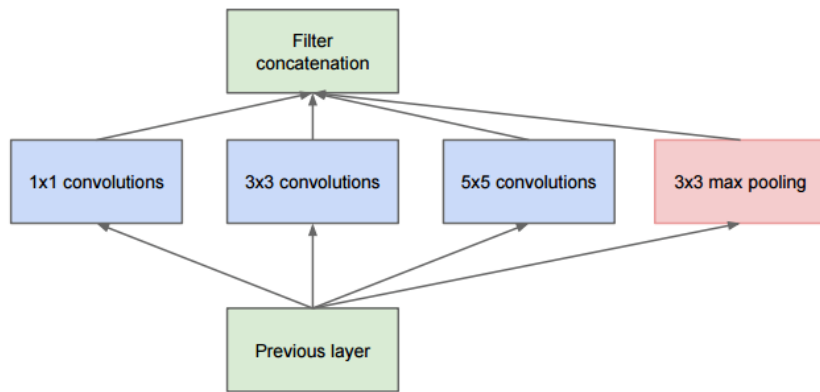 Filter
concatenation
1x1 convolutions
3x3 convolutions
5x5 convolutions
3x3 max pooling
Previous layer